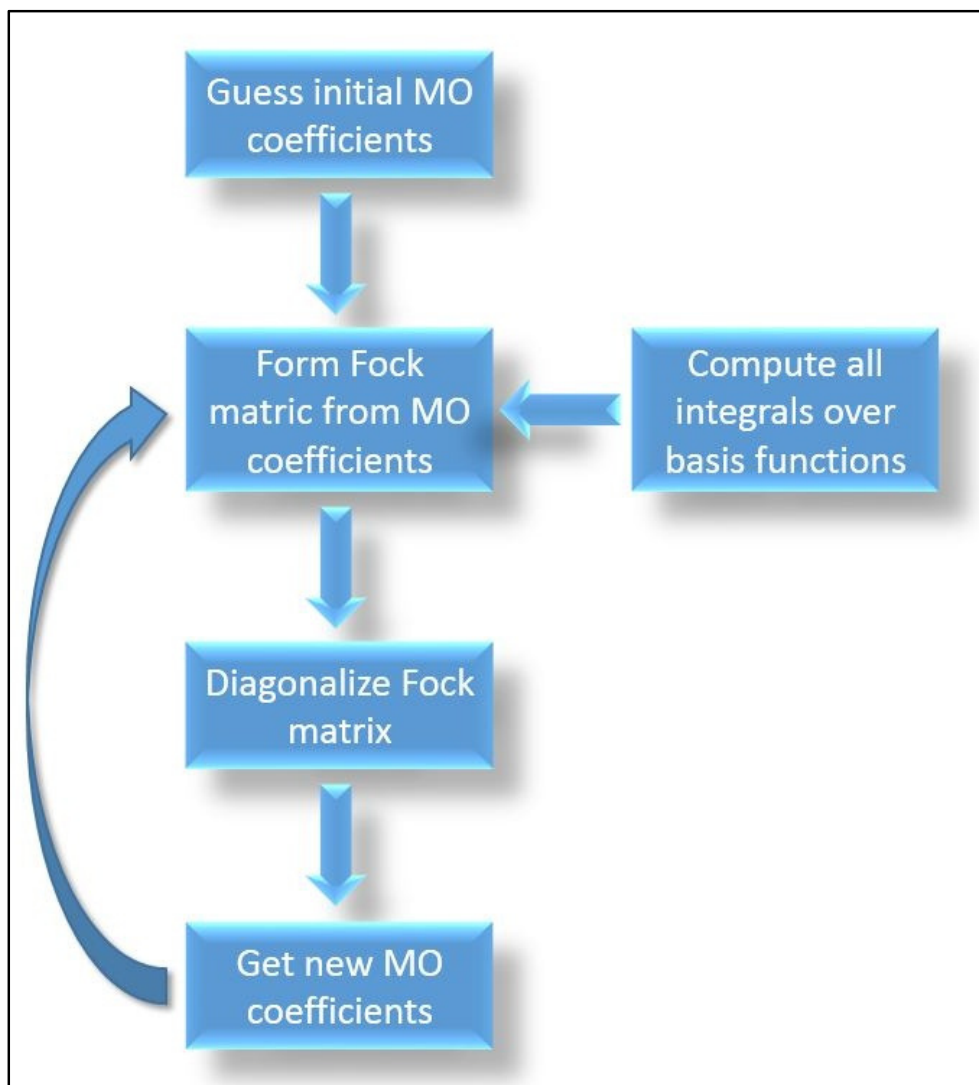 Guess initial MO
coefficients
Form Fock
matric from MO
coefficients
Compute all
integrals over
basis functions
Diagonalize Fock
matrix
Get new MO
coefficients